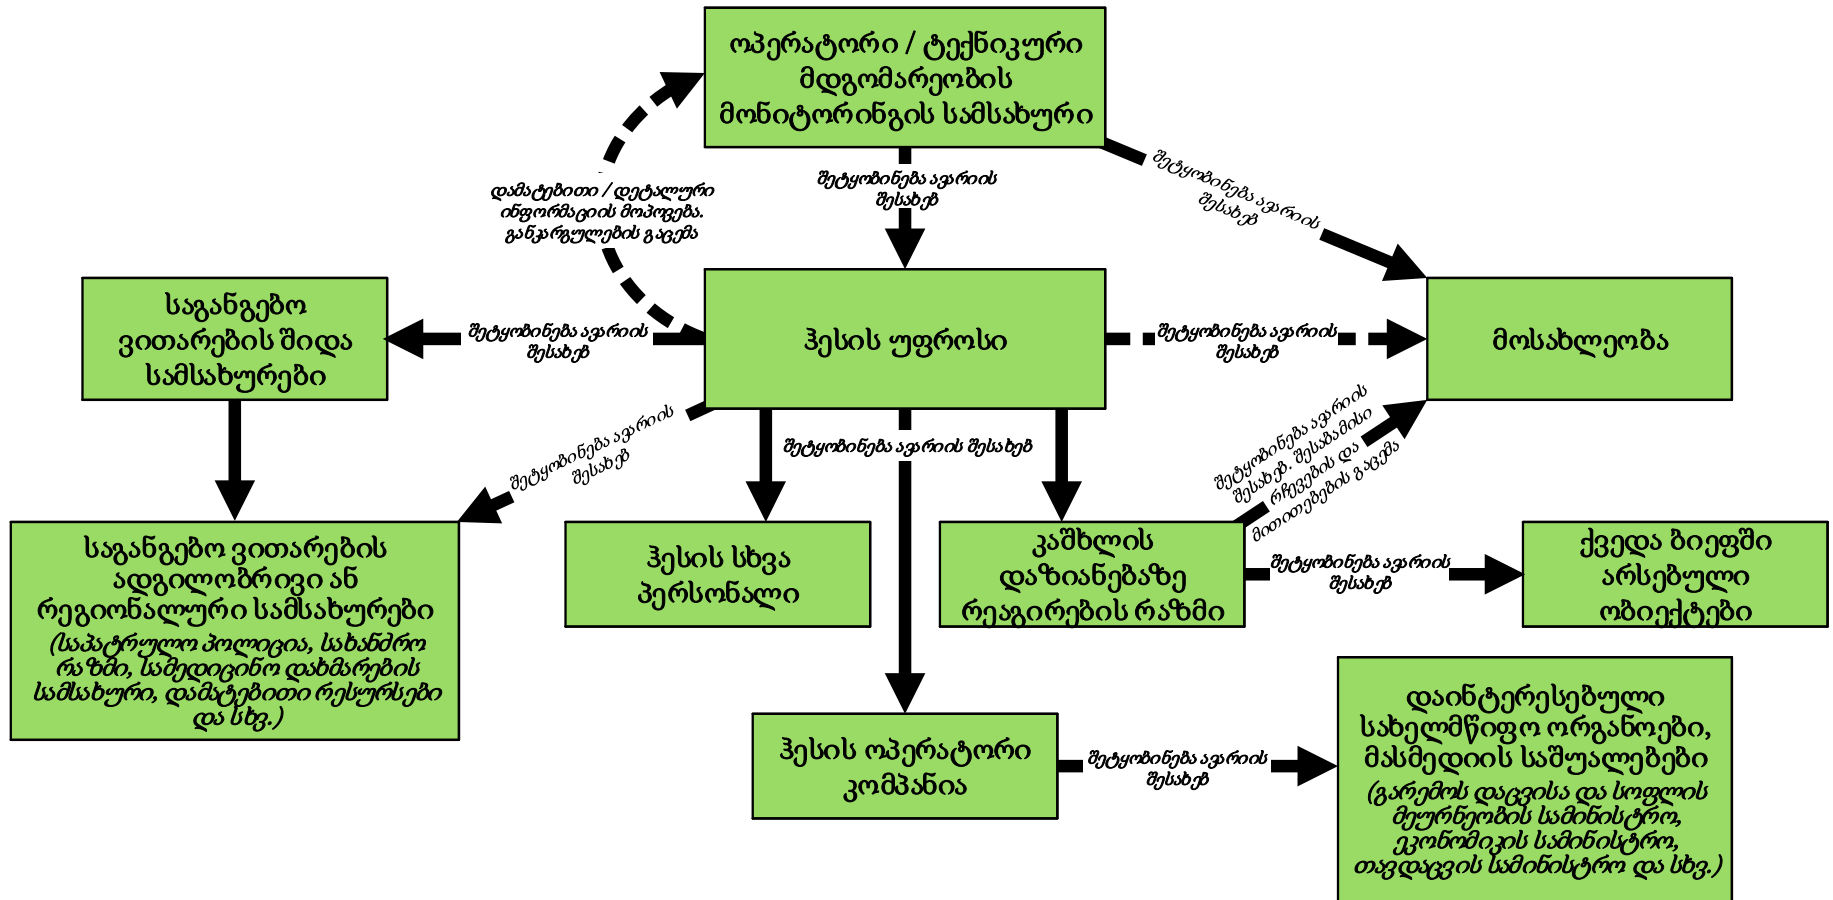 ოპერატორი / ტექნიკური
მდგომარეობის
მონიტორინგის სამსახური
შეტყობინება ავარიის
შესახებ
შეტყობინება ავარიის
შესახებ
დამატებითი / დეტალური
ინფორმაციის მოპოვება.
განკარგულების გაცემა
საგანგებო
ვითარების შიდა
სამსახურები
შეტყობინება ავარიის
შესახებ
ჰესის უფროსი
შეტყობინება ავარიის
შესახებ
მოსახლეობა
შეტყობინება ავარიის
შესახებ
შეტყობინება ავარიის შესახებ
შეტყობინება ავარიის
შესახებ. შესაბამისი
რჩევების და
მითითებების გაცემა
საგანგებო ვითარების
ადგილობრივი ან
რეგიონალური სამსახურები
(საპატრულო პოლიცია, სახანძრო
რაზმი, სამედიცინო დახმარების
სამსახური, დამატებითი რესურსები
და სხვ.)
ჰესის სხვა
პერსონალი
კაშხლის
დაზიანებაზე
რეაგირების რაზმი
შეტყობინება ავარიის
შესახებ
ქვედა ბიეფში
არსებული
ობიექტები
ჰესის ოპერატორი
კომპანია
შეტყობინება ავარიის
შესახებ
დაინტერესებული
სახელმწიფო ორგანოები,
მასმედიის საშუალებები
(გარემოს დაცვისა და სოფლის
მეურნეობის სამინისტრო,
ეკონომიკის სამინისტრო,
თავდაცვის სამინისტრო და სხვ.)